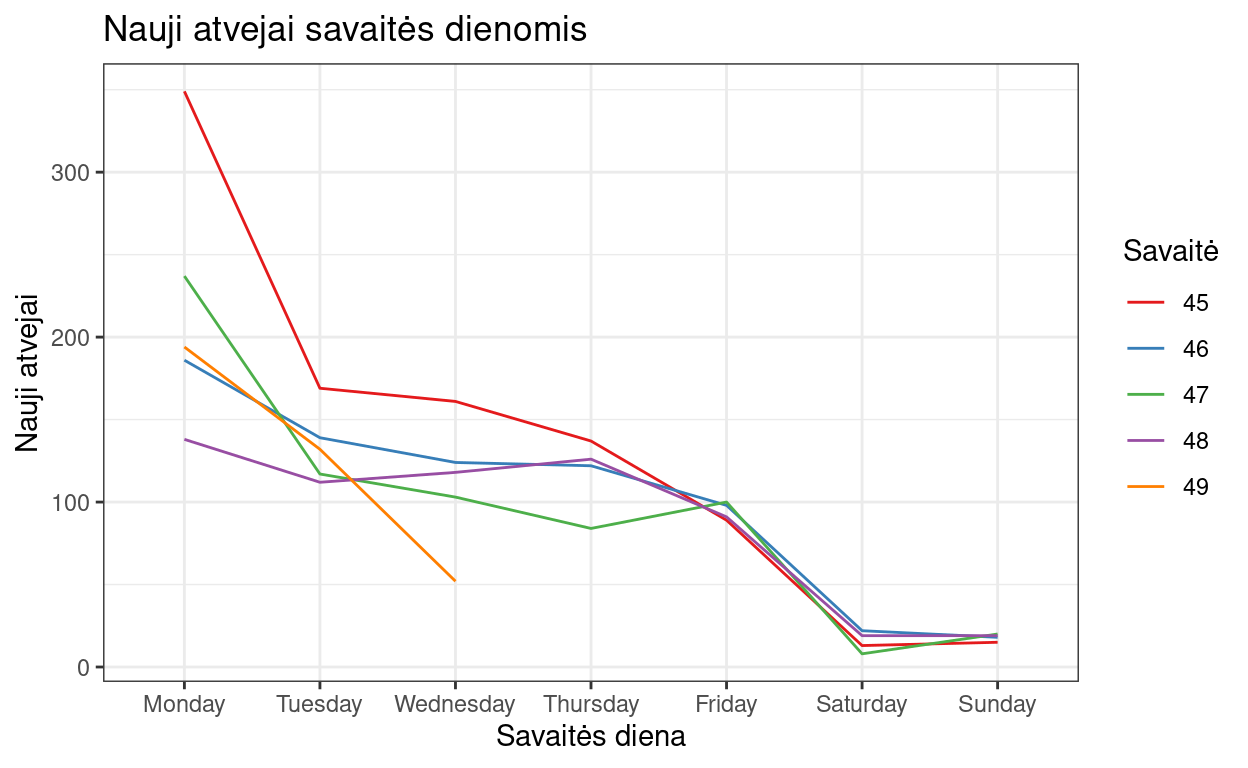 Nauji atvejai savaitės dienomis
Nauji atvejai
300
200
100
0
Monday Tuesday Wednesday Thursday Friday Saturday Sunday
Savaitės diena
Savaitė
45
46
47
48
49